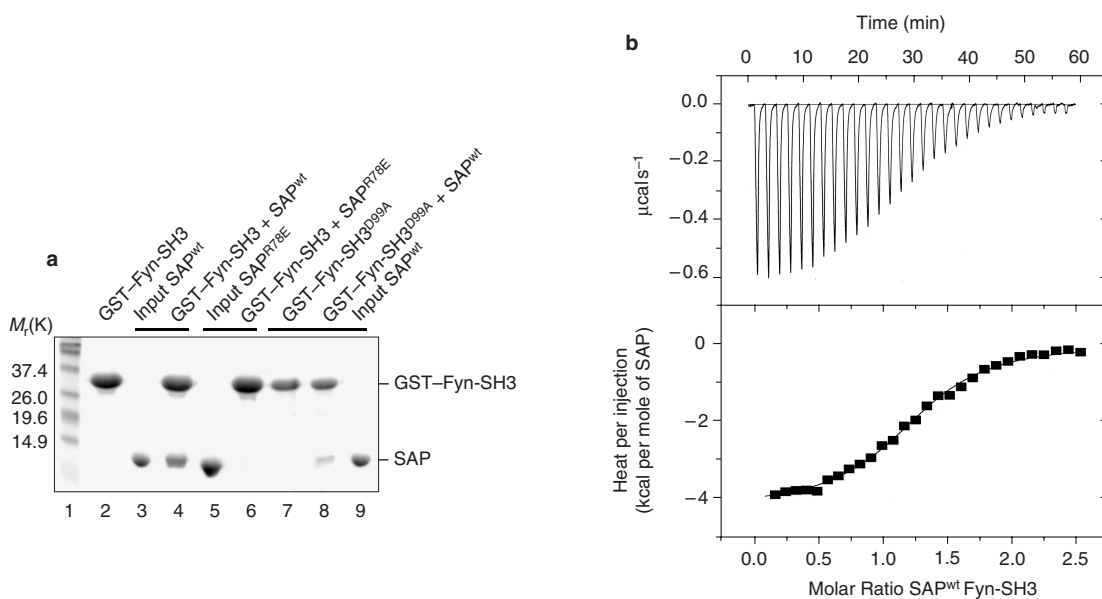 a
GST–Fyn-SH3
Input SAPwt
GST–Fyn-SH3 + SAPwt
Input SAPR78E
GST–Fyn-SH3 + SAPR78E
GST–Fyn-SH3D99A
GST–Fyn-SH3D99A + SAPwt
Input SAPwt
Mr(K)
37.4
26.0
19.6
14.9
GST–Fyn-SH3
SAP
1 2 3 4 5 6 7 8 9
b
Time (min)
0 10 20 30 40 50 60
0.0
−0.2
−0.4
−0.6
μcals−1
0
−2
−4
Heat per injection
(kcal per mole of SAP)
0.0 0.5 1.0 1.5 2.0 2.5
Molar Ratio SAPwt Fyn-SH3